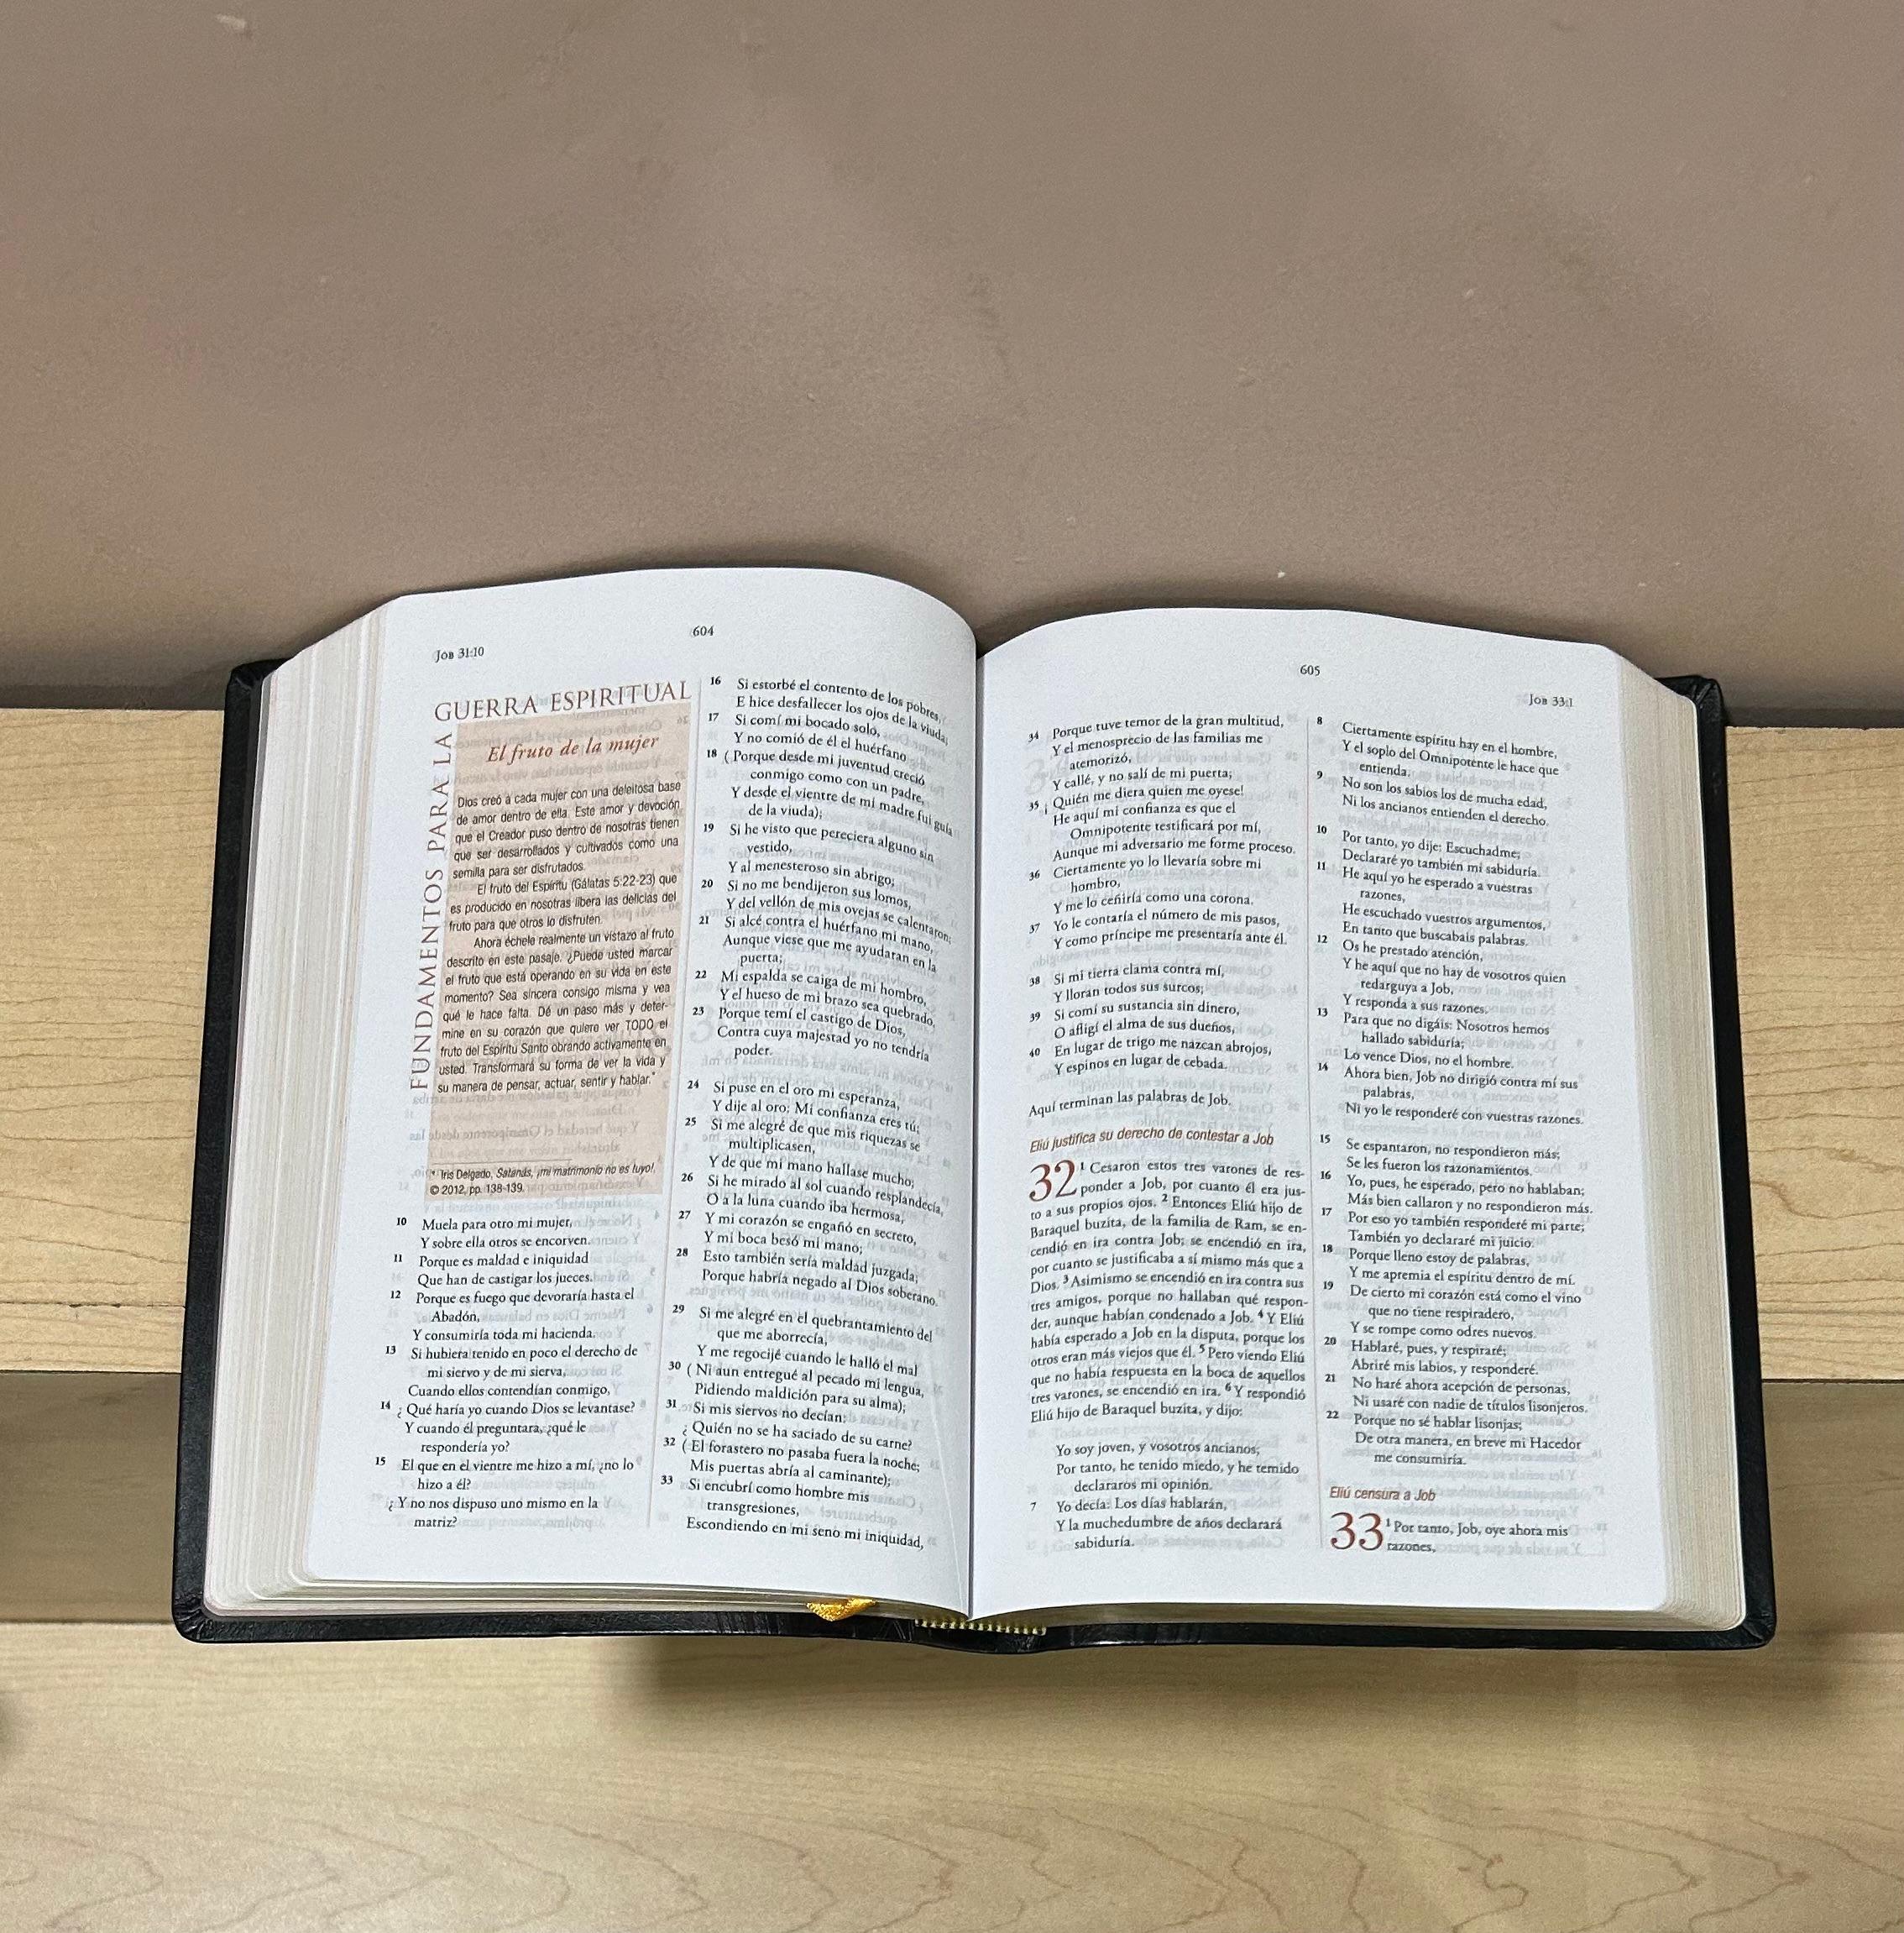 604
Job 31:10
FUNDAMENTOS PARA LA
GUERRA ESPIRITUAL
El fruto de la mujer
Dios creó a cada mujer con una deleitosa base
de amor dentro de ella. Este amor y devoción
que el Creador puso dentro de nosotras tienen
que ser desarrollados y cultivados como una
semilla para ser disfrutados.
El fruto del Espíritu (Gálatas 5:22-23) que
es producido en nosotras libera las delicias del
fruto para que otros lo disfruten.
Ahora échele realmente un vistazo al fruto
descrito en este pasaje. ¿Puede usted marcar
el fruto que está operando en su vida en este
momento? Sea sincera consigo misma y vea
qué le hace falta. Dé un paso más y deter-
mine en su corazón que quiere ver TODO el
fruto del Espíritu Santo obrando activamente en
usted. Transformará su forma de ver la vida y
su manera de pensar, actuar, sentir y hablar.*
* Iris Delgado, Satanás, ¡mi matrimonio no es tuyo!,
© 2012, pp. 138-139.
10 Muela para otro mi mujer,
Y sobre ella otros se encorven.
11 Porque es maldad e iniquidad
Que han de castigar los jueces.
12 Porque es fuego que devoraría hasta el
Abadón,
Y consumiría toda mi hacienda.
13 Si hubiera tenido en poco el derecho de
mi siervo y de mi sierva,
Cuando ellos contendían conmigo,
14 ¿Qué haría yo cuando Dios se levantase?
Y cuando él preguntara, ¿qué le
respondería yo?
15 El que en el vientre me hizo a mí, ¿no lo
hizo a él?
¿Y no nos dispuso uno mismo en la
matriz?
16 Si estorbé el contento de los pobres,
E hice desfallecer los ojos de la viuda;
17 Si comí mi bocado solo,
Y no comió de él el huérfano
18 (Porque desde mi juventud creció
conmigo como con un padre,
Y desde el vientre de mi madre fui guía
de la viuda);
19 Si he visto que pereciera alguno sin
vestido,
Y al menesteroso sin abrigo;
20 Si no me bendijeron sus lomos,
Y del vellón de mis ovejas se calentaron;
21 Si alcé contra el huérfano mi mano,
Aunque viese que me ayudaran en la
puerta;
22 Mi espalda se caiga de mi hombro,
Y el hueso de mi brazo sea quebrado.
23 Porque temí el castigo de Dios,
Contra cuya majestad yo no tendría
poder.
24 Si puse en el oro mi esperanza,
Y dije al oro: Mi confianza eres tú;
25 Si me alegré de que mis riquezas se
multiplicasen,
Y de que mi mano hallase mucho;
26 Si he mirado al sol cuando resplandecía,
O a la luna cuando iba hermosa,
27 Y mi corazón se engañó en secreto,
Y mi boca besó mi mano;
28 Esto también sería maldad juzgada;
Porque habría negado al Dios soberano.
29 Si me alegré en el quebrantamiento del
que me aborrecía,
Y me regocijé cuando le halló el mal
30 (Ni aun entregué al pecado mi lengua,
Pidiendo maldición para su alma);
31 Si mis siervos no decían:
¿Quién no se ha saciado de su carne?
32 (El forastero no pasaba fuera la noche;
Mis puertas abría al caminante);
33 Si encubrí como hombre mis
transgresiones,
Escondiendo en mi seno mi iniquidad,
605
Job 33:1
34 Porque tuve temor de la gran multitud,
Y el menosprecio de las familias me
atemorizó,
Y callé, y no salí de mi puerta;
35 ¡Quién me diera quien me oyese!
He aquí mi confianza es que el
Omnipotente testificará por mí,
Aunque mi adversario me forme proceso.
36 Ciertamente yo lo llevaría sobre mi
hombro,
Y me lo ceñiría como una corona.
37 Yo le contaría el número de mis pasos,
Y como príncipe me presentaría ante él.
38 Si mi tierra clama contra mí,
Y lloran todos sus surcos;
39 Si comí su sustancia sin dinero,
O afligí el alma de sus dueños,
40 En lugar de trigo me nazcan abrojos,
Y espinos en lugar de cebada.
Aquí terminan las palabras de Job.
Eliú justifica su derecho de contestar a Job
32 1 Cesaron estos tres varones de res-
ponder a Job, por cuanto él era jus-
to a sus propios ojos. 2 Entonces Eliú hijo de
Baraquel buzita, de la familia de Ram, se en-
cendió en ira contra Job; se encendió en ira,
por cuanto se justificaba a sí mismo más que a
Dios. 3 Asimismo se encendió en ira contra sus
tres amigos, porque no hallaban qué respon-
der, aunque habían condenado a Job. 4 Y Eliú
había esperado a Job en la disputa, porque los
otros eran más viejos que él. 5 Pero viendo Eliú
que no había respuesta en la boca de aquellos
tres varones, se encendió en ira. 6 Y respondió
Eliú hijo de Baraquel buzita, y dijo:
Yo soy joven, y vosotros ancianos;
Por tanto, he tenido miedo, y he temido
declararos mi opinión.
7 Yo decía: Los días hablarán,
Y la muchedumbre de años declarará
sabiduría.
8 Ciertamente espíritu hay en el hombre,
Y el soplo del Omnipotente le hace que
entienda.
9 No son los sabios los de mucha edad,
Ni los ancianos entienden el derecho.
10 Por tanto, yo dije: Escuchadme;
Declararé yo también mi sabiduría.
11 He aquí yo he esperado a vuestras
razones,
He escuchado vuestros argumentos,
En tanto que buscabais palabras.
12 Os he prestado atención,
Y he aquí que no hay de vosotros quien
redarguya a Job,
Y responda a sus razones.
13 Para que no digáis: Nosotros hemos
hallado sabiduría;
Lo vence Dios, no el hombre.
14 Ahora bien, Job no dirigió contra mí sus
palabras,
Ni yo le responderé con vuestras razones.
15 Se espantaron, no respondieron más;
Se les fueron los razonamientos.
16 Yo, pues, he esperado, pero no hablaban;
Más bien callaron y no respondieron más.
17 Por eso yo también responderé mi parte;
También yo declararé mi juicio.
18 Porque lleno estoy de palabras,
Y me apremia el espíritu dentro de mí.
19 De cierto mi corazón está como el vino
que no tiene respiradero,
Y se rompe como odres nuevos.
20 Hablaré, pues, y respiraré;
Abriré mis labios, y responderé.
21 No haré ahora acepción de personas,
Ni usaré con nadie de títulos lisonjeros.
22 Porque no sé hablar lisonjas;
De otra manera, en breve mi Hacedor
me consumiría.
Eliú censura a Job
33 1 Por tanto, Job, oye ahora mis
razones,